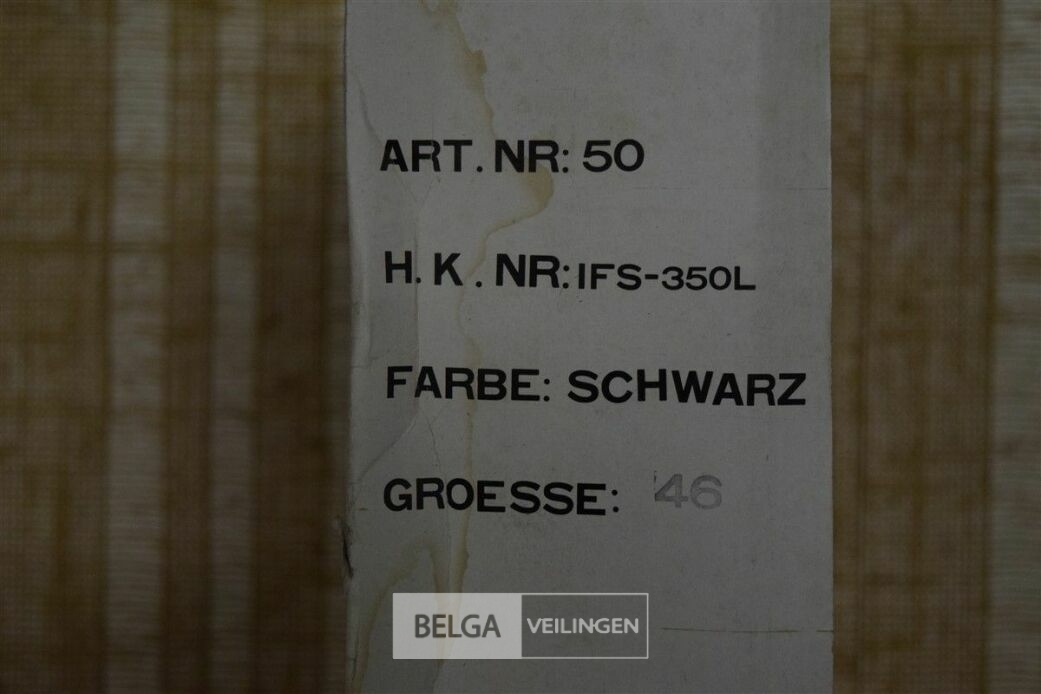 ART.NR: 50
H.K.NR:IFS-350L
FARBE: SCHWARZ
GROESSE: 46
BELGA VEILINGEN